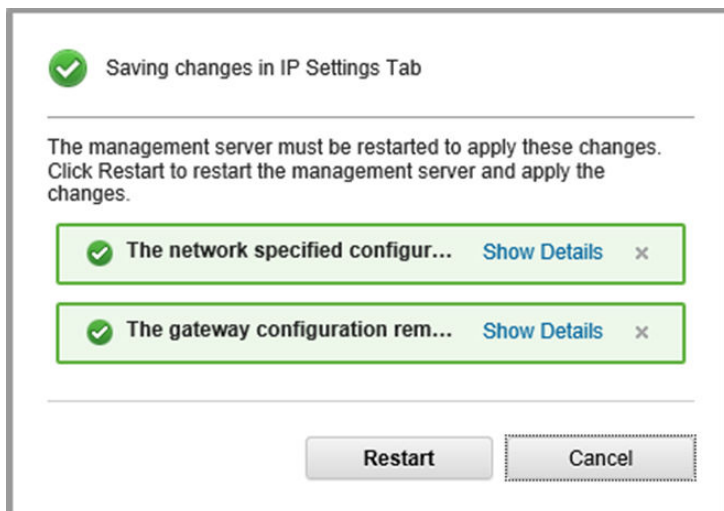 Saving changes in IP Settings Tab
The management server must be restarted to apply these changes.
Click Restart to restart the management server and apply the
changes.
The network specified configur... Show Details ×
The gateway configuration rem... Show Details ×
Restart Cancel